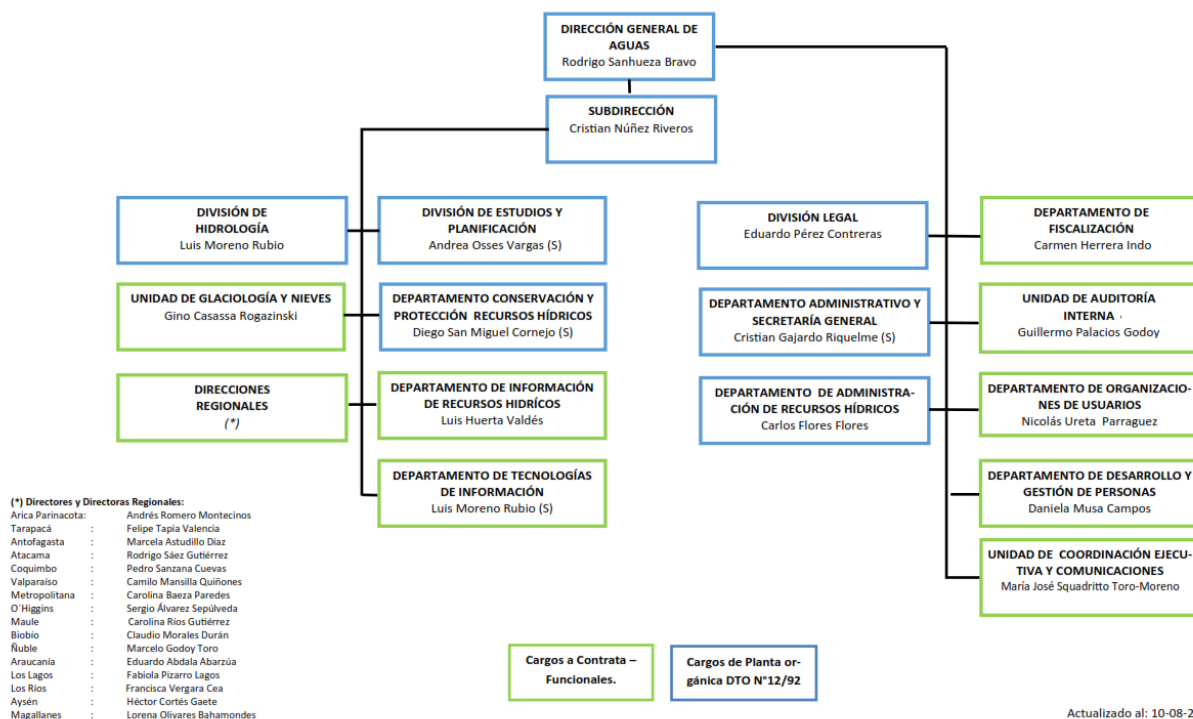 DIRECCIÓN GENERAL DE
AGUAS
Rodrigo Sanhueza Bravo
SUBDIRECCIÓN
Cristian Núñez Riveros
DIVISIÓN DE
HIDROLOGÍA
Luis Moreno Rubio
DIVISIÓN DE ESTUDIOS Y
PLANIFICACIÓN
Andrea Osses Vargas (S)
DIVISIÓN LEGAL
Eduardo Pérez Contreras
DEPARTAMENTO DE
FISCALIZACIÓN
Carmen Herrera Indo
UNIDAD DE GLACIOLOGÍA Y NIEVES
Gino Casassa Rogazinski
DEPARTAMENTO CONSERVACIÓN Y
PROTECCIÓN RECURSOS HÍDRICOS
Diego San Miguel Cornejo (S)
DEPARTAMENTO ADMINISTRATIVO Y
SECRETARÍA GENERAL
Cristian Gajardo Riquelme (S)
UNIDAD DE AUDITORÍA
INTERNA
Guillermo Palacios Godoy
DIRECCIONES
REGIONALES
(*)
DEPARTAMENTO DE INFORMACIÓN
DE RECURSOS HIDRÍCOS
Luis Huerta Valdés
DEPARTAMENTO DE ADMINISTRA-
CIÓN DE RECURSOS HÍDRICOS
Carlos Flores Flores
DEPARTAMENTO DE ORGANIZACIO-
NES DE USUARIOS
Nicolás Ureta Parraguez
DEPARTAMENTO DE TECNOLOGÍAS
DE INFORMACIÓN
Luis Moreno Rubio (S)
DEPARTAMENTO DE DESARROLLO Y
GESTIÓN DE PERSONAS
Daniela Musa Campos
UNIDAD DE COORDINACIÓN EJECU-
TIVA Y COMUNICACIONES
María José Squadritto Toro-Moreno
(*) Directores y Directoras Regionales:
Arica Parinacota: Andrés Romero Montecinos
Tarapacá : Felipe Tapia Valencia
Antofagasta : Marcela Astudillo Díaz
Atacama : Rodrigo Sáez Gutiérrez
Coquimbo : Pedro Sanzana Cuevas
Valparaíso : Camilo Mansilla Quiñones
Metropolitana : Carolina Baeza Paredes
O´Higgins : Sergio Álvarez Sepúlveda
Maule : Carolina Ríos Gutiérrez
Biobío : Claudio Morales Durán
Ñuble : Marcelo Godoy Toro
Araucanía : Eduardo Abdala Abarzúa
Los Lagos : Fabiola Pizarro Lagos
Los Ríos : Francisca Vergara Cea
Aysén : Héctor Cortés Gaete
Magallanes : Lorena Olivares Bahamondes
Cargos a Contrata –
Funcionales.
Cargos de Planta or-
gánica DTO N°12/92
Actualizado al: 10-08-2